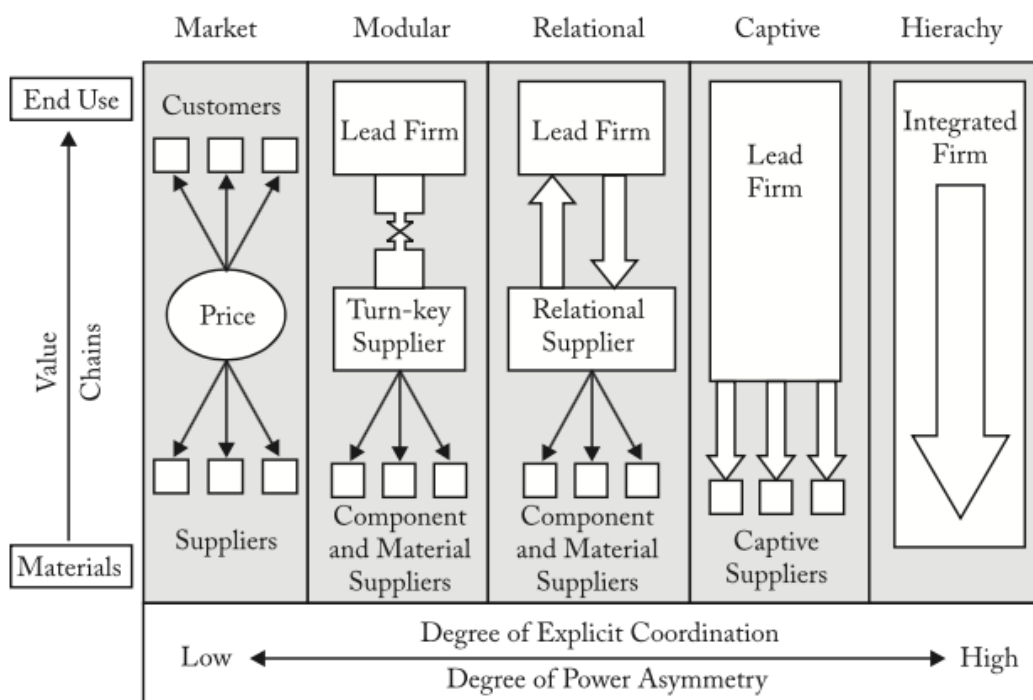 Market
Modular
Relational
Captive
Hierachy
End Use
Value
Chains
Materials
Customers
Price
Suppliers
Lead Firm
Turn-key
Supplier
Component
and Material
Suppliers
Lead Firm
Relational
Supplier
Component
and Material
Suppliers
Lead
Firm
Captive
Suppliers
Integrated
Firm
Degree of Explicit Coordination
Low
High
Degree of Power Asymmetry